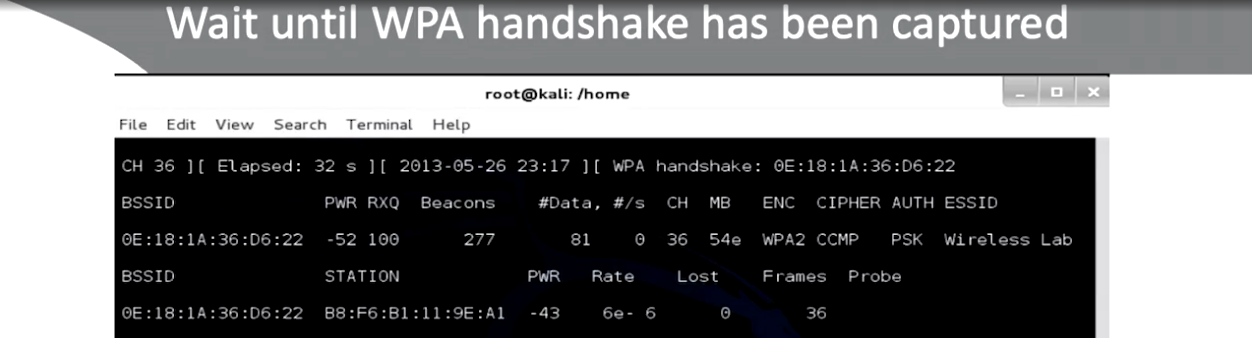 Wait until WPA handshake has been captured
root@kali: /home
File Edit View Search Terminal Help
CH 36 ][ Elapsed: 32 s ][ 2013-05-26 23:17 ][ WPA handshake: 0E:18:1A:36:D6:22
BSSID PWR RXQ Beacons #Data, #/s CH MB ENC CIPHER AUTH ESSID
0E:18:1A:36:D6:22 -52 100 277 81 0 36 54e WPA2 CCMP PSK Wireless Lab
BSSID STATION PWR Rate Lost Frames Probe
0E:18:1A:36:D6:22 B8:F6:B1:11:9E:A1 -43 6e- 6 0 36